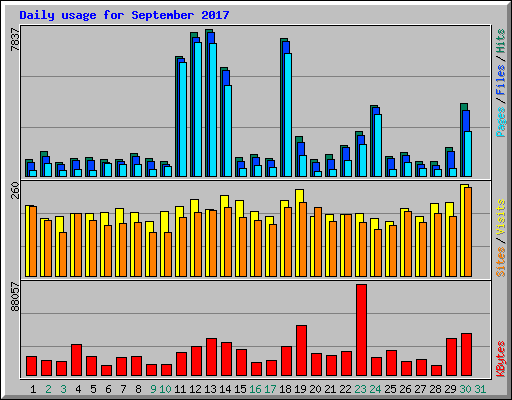 Daily usage for September 2017
7837
Pages / Files / Hits
260
Sites / Visits
88057
KBytes
1 2 3 4 5 6 7 8 9 10 11 12 13 14 15 16 17 18 19 20 21 22 23 24 25 26 27 28 29 30 31